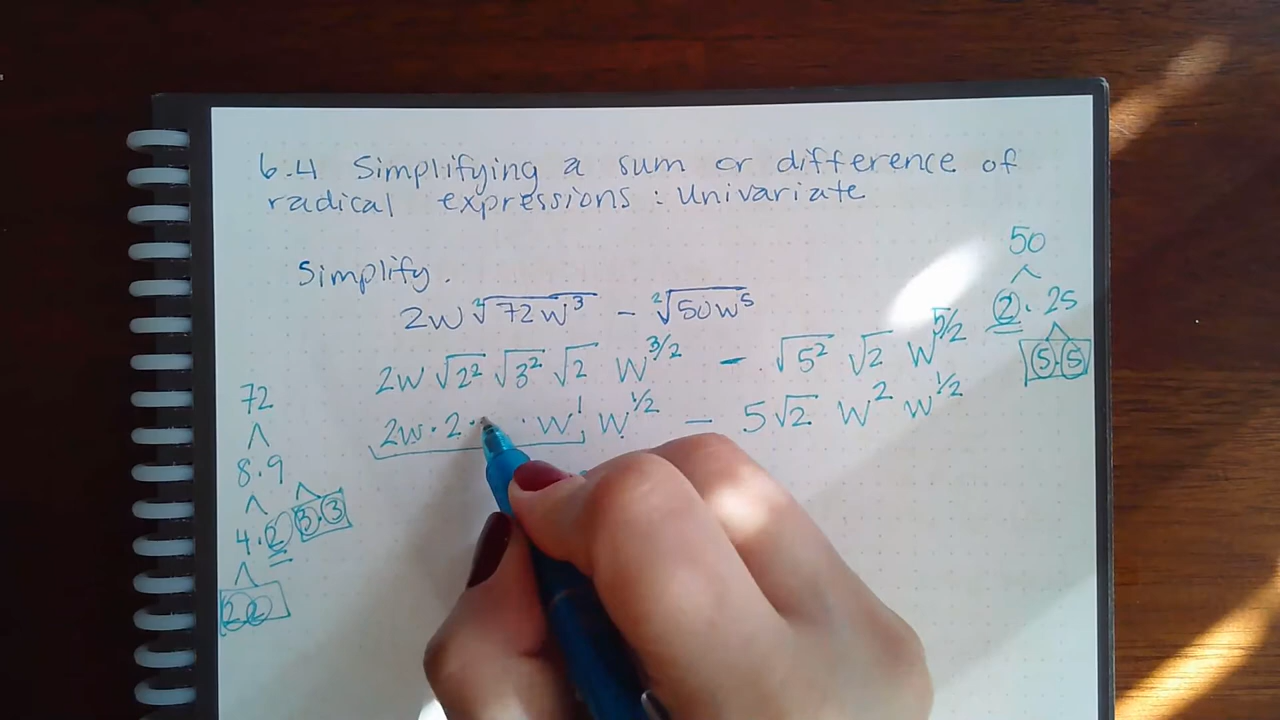 6.4 Simplifying a sum or difference of
radical expressions : Univariate
Simplify.
2w ²√72w³ − ²√50w⁵
2w √2² √3² √2 w^3/2 − √5² √2 w^5/2
2w · 2 · · w¹ w^1/2 − 5√2 w² w^1/2
72
8·9
4·2 3·3
2 2
50
2 · 25
5·5